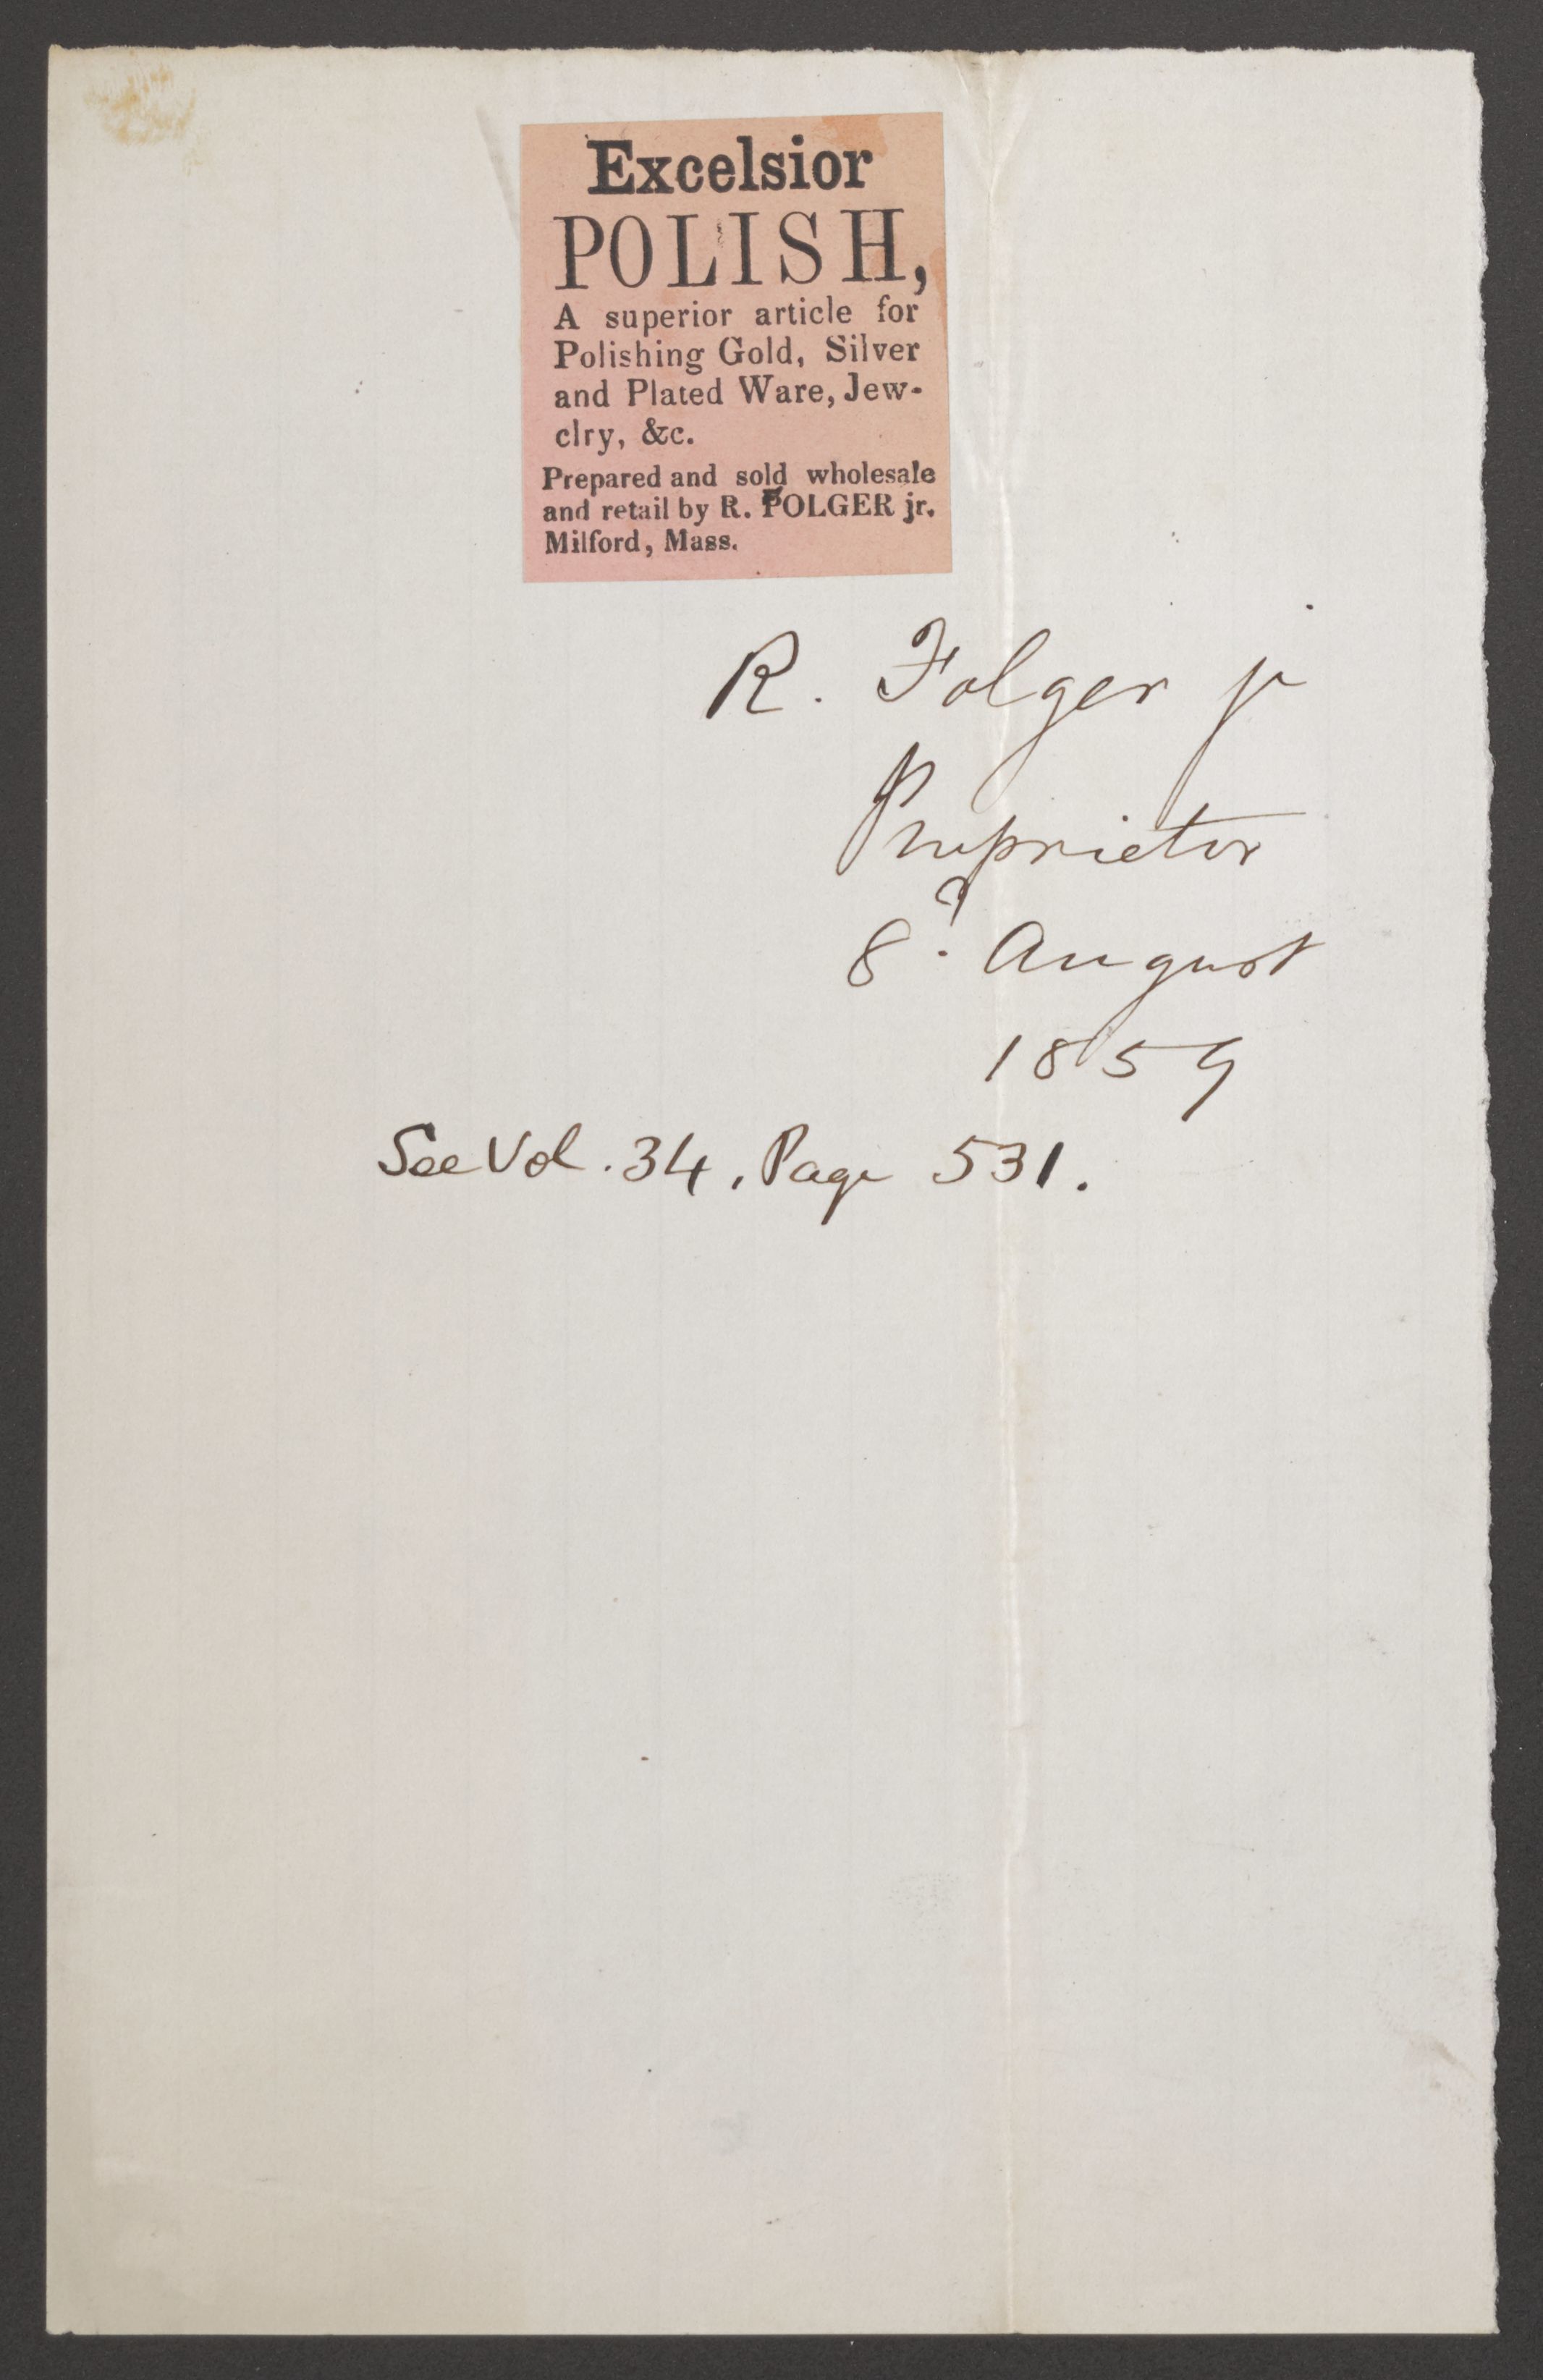 Excelsior
POLISH,
A superior article for
Polishing Gold, Silver
and Plated Ware, Jew-
clry, &c.
Prepared and sold wholesale
and retail by R. FOLGER jr.
Milford, Mass.
R. Folger jr
Proprietor
8. August
1859
See Vol. 34, Page 531.